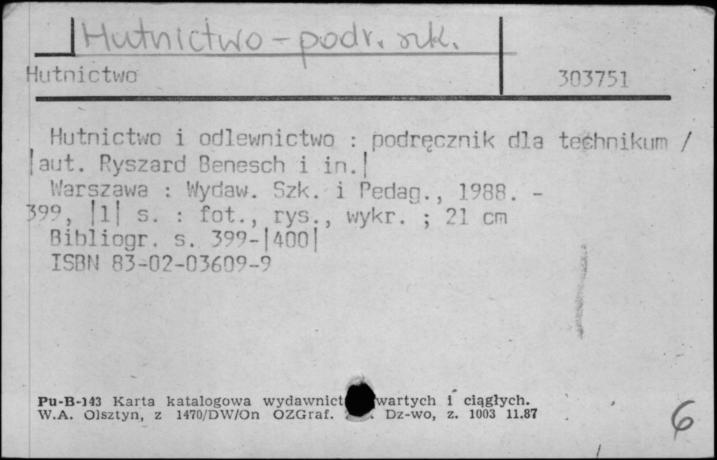 Hutnictwo - podr. szk.
Hutnictwo 303751
Hutnictwo i odlewnictwo : podręcznik dla technikum /
|aut. Ryszard Benesch i in.|
Warszawa : Wydaw. Szk. i Pedag., 1988. -
399, |1| s. : fot., rys., wykr. ; 21 cm
Bibliogr. s. 399-|400|
ISBN 83-02-03609-9
Pu-B-143 Karta katalogowa wydawnict wartych i ciągłych.
W.A. Olsztyn, z 1470/DW/On OZGraf. Dz-wo, z. 1003 11.87
6